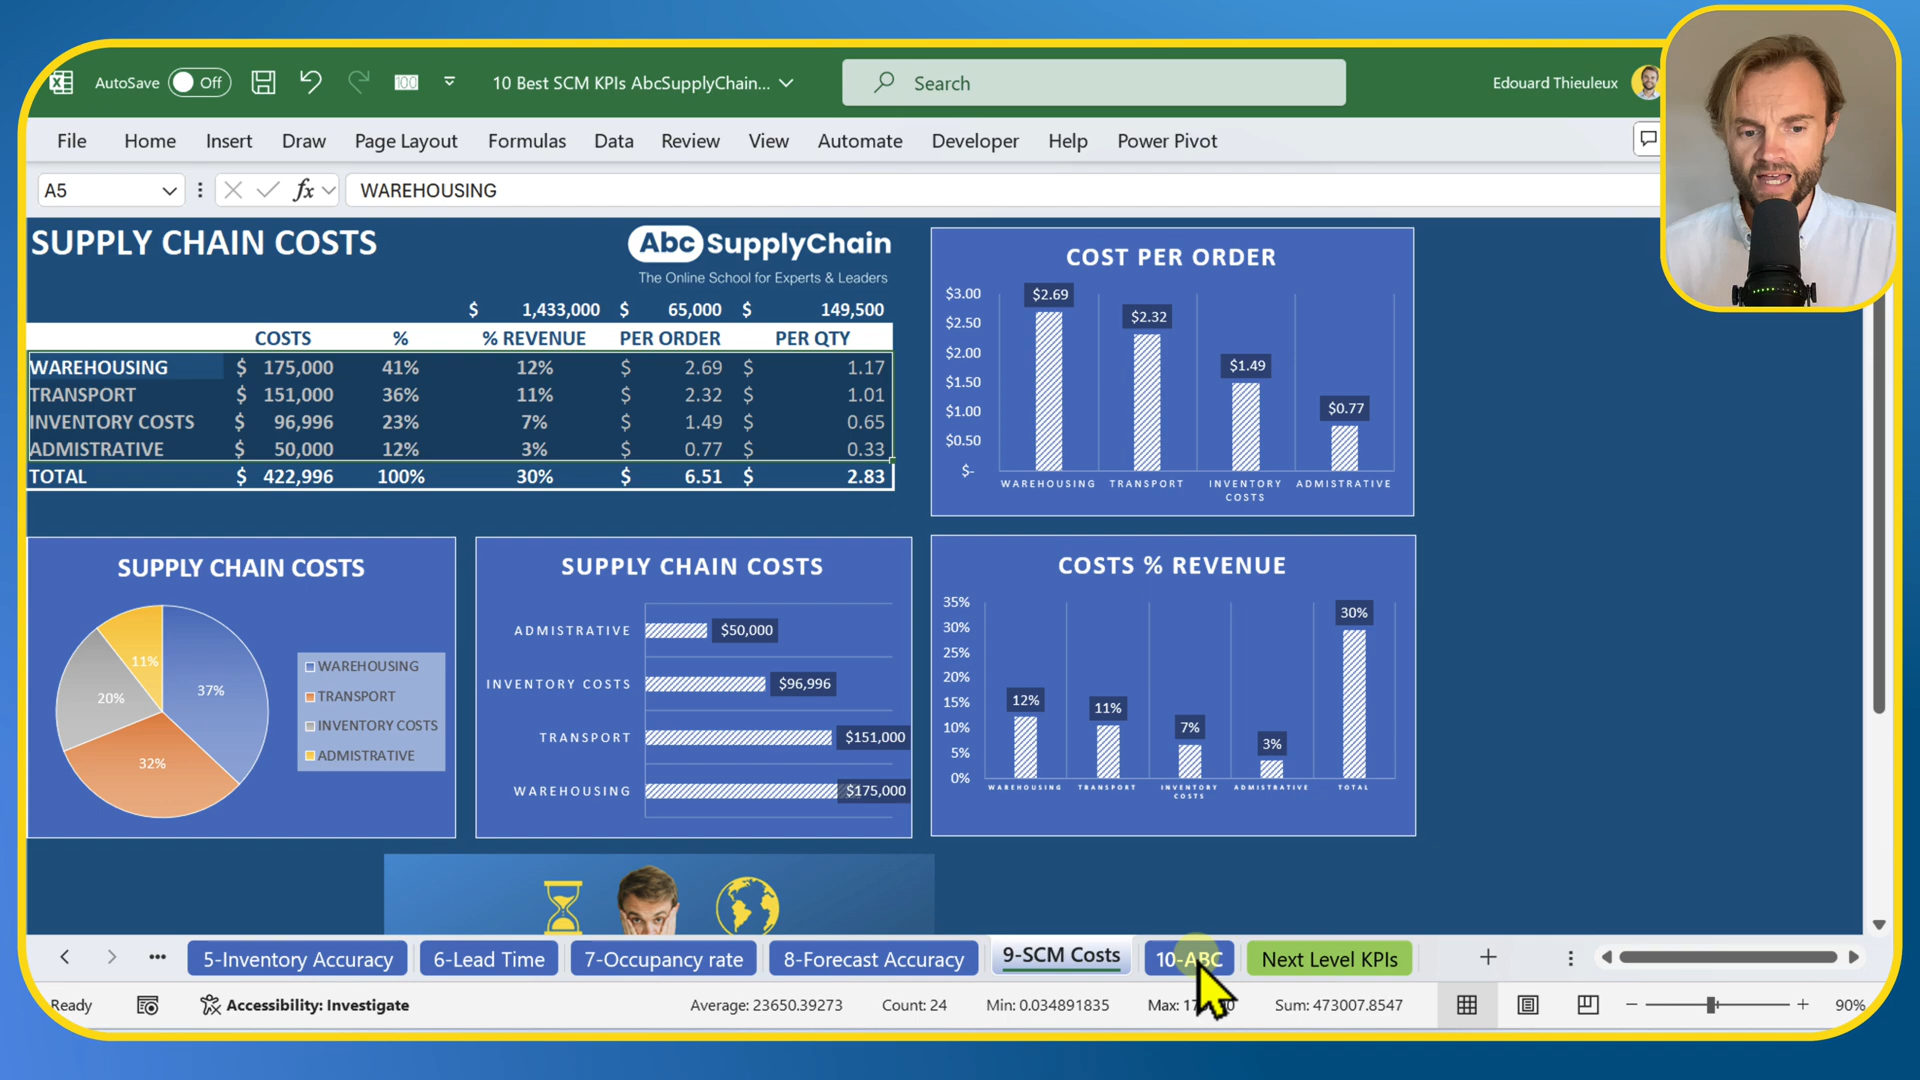 AutoSave Off 100 10 Best SCM KPIs AbcSupplyChain... Search Edouard Thieuleux
File Home Insert Draw Page Layout Formulas Data Review View Automate Developer Help Power Pivot
A5 fx WAREHOUSING
SUPPLY CHAIN COSTS
Abc SupplyChain
The Online School for Experts & Leaders
$ 1,433,000 $ 65,000 $ 149,500
COSTS % % REVENUE PER ORDER PER QTY
WAREHOUSING $ 175,000 41% 12% $ 2.69 $ 1.17
TRANSPORT $ 151,000 36% 11% $ 2.32 $ 1.01
INVENTORY COSTS $ 96,996 23% 7% $ 1.49 $ 0.65
ADMISTRATIVE $ 50,000 12% 3% $ 0.77 $ 0.33
TOTAL $ 422,996 100% 30% $ 6.51 $ 2.83
COST PER ORDER
$3.00
$2.50
$2.00
$1.50
$1.00
$0.50
$-
$2.69
$2.32
$1.49
$0.77
WAREHOUSING TRANSPORT INVENTORY COSTS ADMISTRATIVE
SUPPLY CHAIN COSTS
11%
20%
37%
32%
WAREHOUSING
TRANSPORT
INVENTORY COSTS
ADMISTRATIVE
SUPPLY CHAIN COSTS
ADMISTRATIVE $50,000
INVENTORY COSTS $96,996
TRANSPORT $151,000
WAREHOUSING $175,000
COSTS % REVENUE
35%
30%
25%
20%
15%
10%
5%
0%
12%
11%
7%
3%
30%
WAREHOUSING TRANSPORT INVENTORY COSTS ADMISTRATIVE TOTAL
5-Inventory Accuracy 6-Lead Time 7-Occupancy rate 8-Forecast Accuracy 9-SCM Costs 10-ABC Next Level KPIs
Ready Accessibility: Investigate Average: 23650.39273 Count: 24 Min: 0.034891835 Max: Sum: 473007.8547 90%